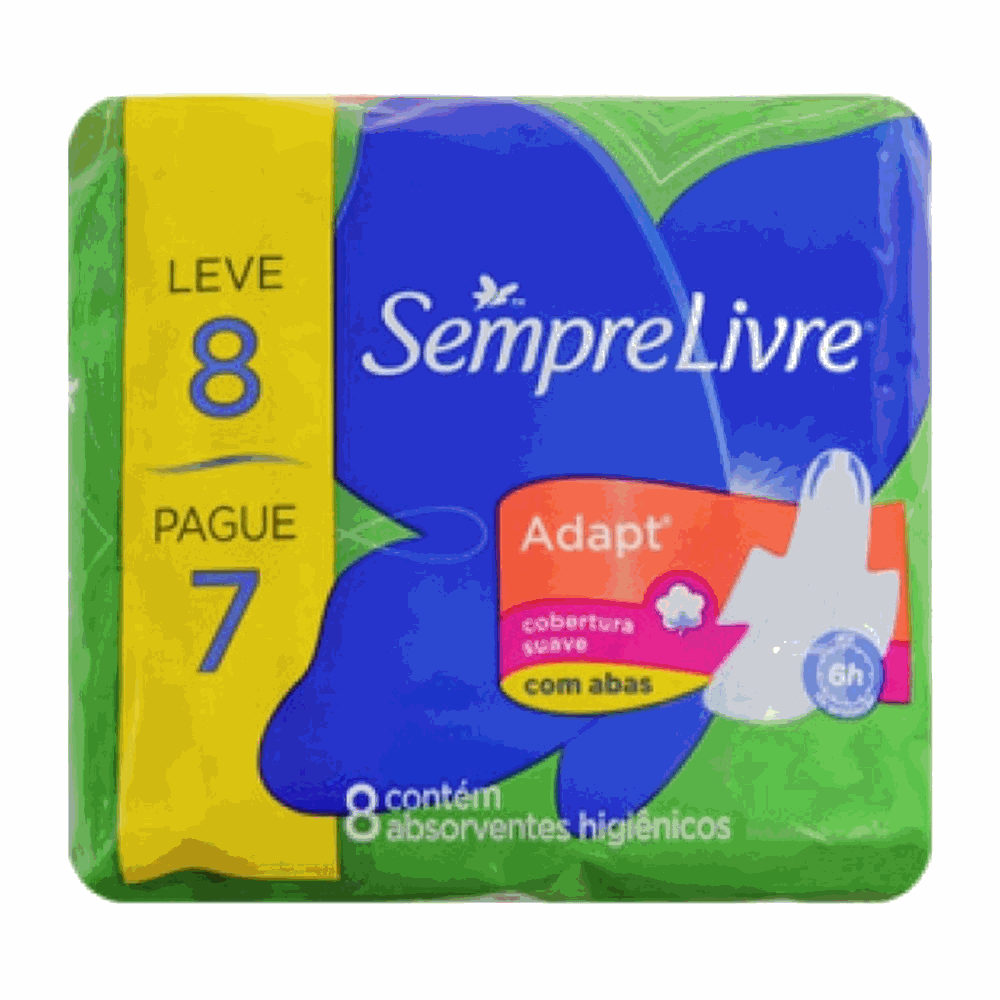 LEVE
8
PAGUE
7
SempreLivre
Adapt®
cobertura
suave
com abas
6h
8 contém
absorventes higiênicos